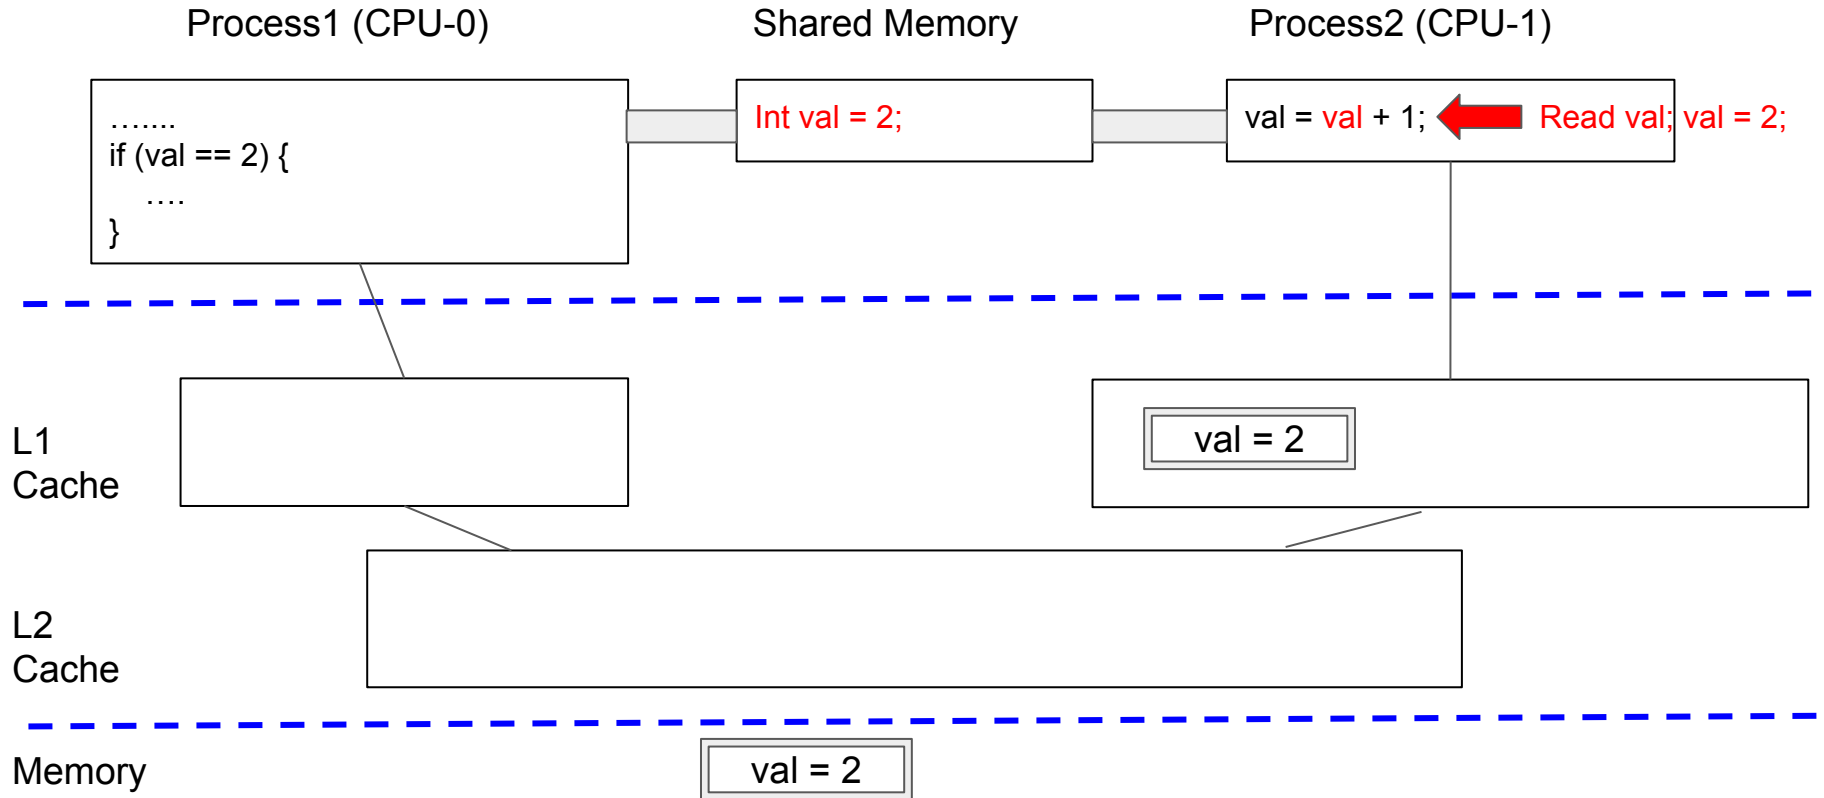 Process1 (CPU-0)
Shared Memory
Process2 (CPU-1)
…....
if (val == 2) {
….
}
Int val = 2;
val = val + 1;
Read val; val = 2;
L1
Cache
val = 2
L2
Cache
Memory
val = 2